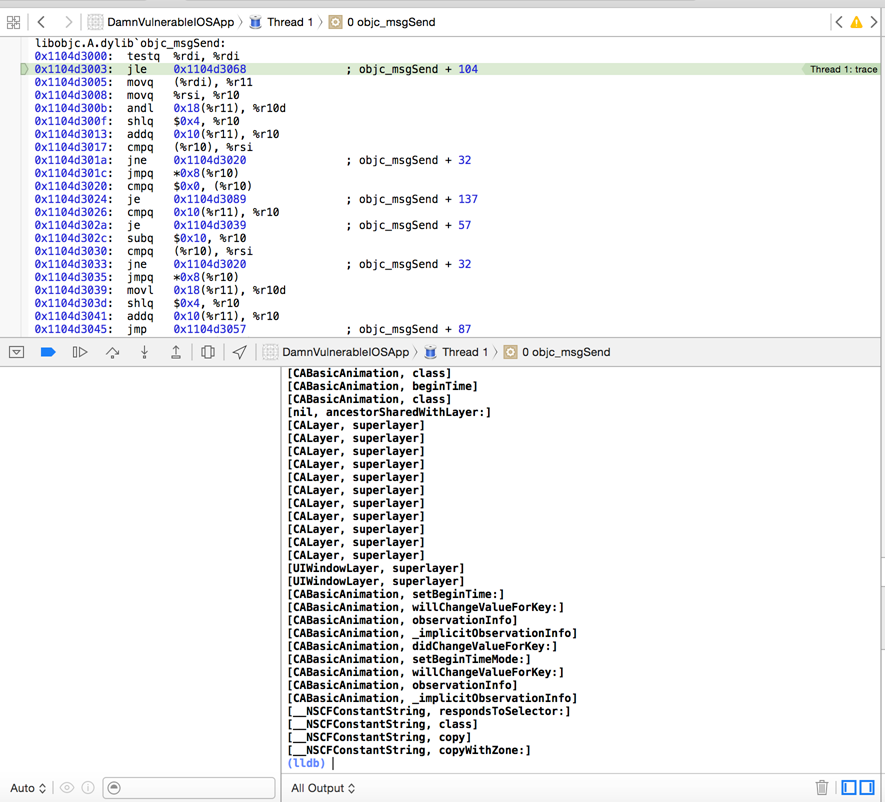 DamnVulnerableIOSApp 〉 Thread 1 〉 0 objc_msgSend
libobjc.A.dylib`objc_msgSend:
0x1104d3000: testq %rdi, %rdi
0x1104d3003: jle 0x1104d3068 ; objc_msgSend + 104 Thread 1: trace
0x1104d3005: movq (%rdi), %r11
0x1104d3008: movq %rsi, %r10
0x1104d300b: andl 0x18(%r11), %r10d
0x1104d300f: shlq $0x4, %r10
0x1104d3013: addq 0x10(%r11), %r10
0x1104d3017: cmpq (%r10), %rsi
0x1104d301a: jne 0x1104d3020 ; objc_msgSend + 32
0x1104d301c: jmpq *0x8(%r10)
0x1104d3020: cmpq $0x0, (%r10)
0x1104d3024: je 0x1104d3089 ; objc_msgSend + 137
0x1104d3026: cmpq 0x10(%r11), %r10
0x1104d302a: je 0x1104d3039 ; objc_msgSend + 57
0x1104d302c: subq $0x10, %r10
0x1104d3030: cmpq (%r10), %rsi
0x1104d3033: jne 0x1104d3020 ; objc_msgSend + 32
0x1104d3035: jmpq *0x8(%r10)
0x1104d3039: movl 0x18(%r11), %r10d
0x1104d303d: shlq $0x4, %r10
0x1104d3041: addq 0x10(%r11), %r10
0x1104d3045: jmp 0x1104d3057 ; objc_msgSend + 87
DamnVulnerableIOSApp 〉 Thread 1 〉 0 objc_msgSend
[CABasicAnimation, class]
[CABasicAnimation, beginTime]
[CABasicAnimation, class]
[nil, ancestorSharedWithLayer:]
[CALayer, superlayer]
[CALayer, superlayer]
[CALayer, superlayer]
[CALayer, superlayer]
[CALayer, superlayer]
[CALayer, superlayer]
[CALayer, superlayer]
[CALayer, superlayer]
[CALayer, superlayer]
[CALayer, superlayer]
[CALayer, superlayer]
[UIWindowLayer, superlayer]
[UIWindowLayer, superlayer]
[CABasicAnimation, setBeginTime:]
[CABasicAnimation, willChangeValueForKey:]
[CABasicAnimation, observationInfo]
[CABasicAnimation, _implicitObservationInfo]
[CABasicAnimation, didChangeValueForKey:]
[CABasicAnimation, setBeginTimeMode:]
[CABasicAnimation, willChangeValueForKey:]
[CABasicAnimation, observationInfo]
[CABasicAnimation, _implicitObservationInfo]
[__NSCFConstantString, respondsToSelector:]
[__NSCFConstantString, class]
[__NSCFConstantString, copy]
[__NSCFConstantString, copyWithZone:]
(lldb)
Auto
All Output